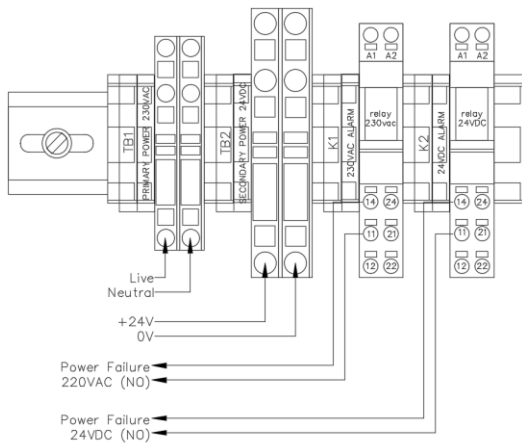 A1 A2
A1 A2
TB1
PRIMARY POWER 230VAC
TB2
SECONDARY POWER 24VDC
K1
230VAC ALARM
relay
230vac
K2
24VDC ALARM
relay
24VDC
14 24
11 21
12 22
14 24
11 21
12 22
Live
Neutral
+24V
0V
Power Failure
220VAC (NO)
Power Failure
24VDC (NO)